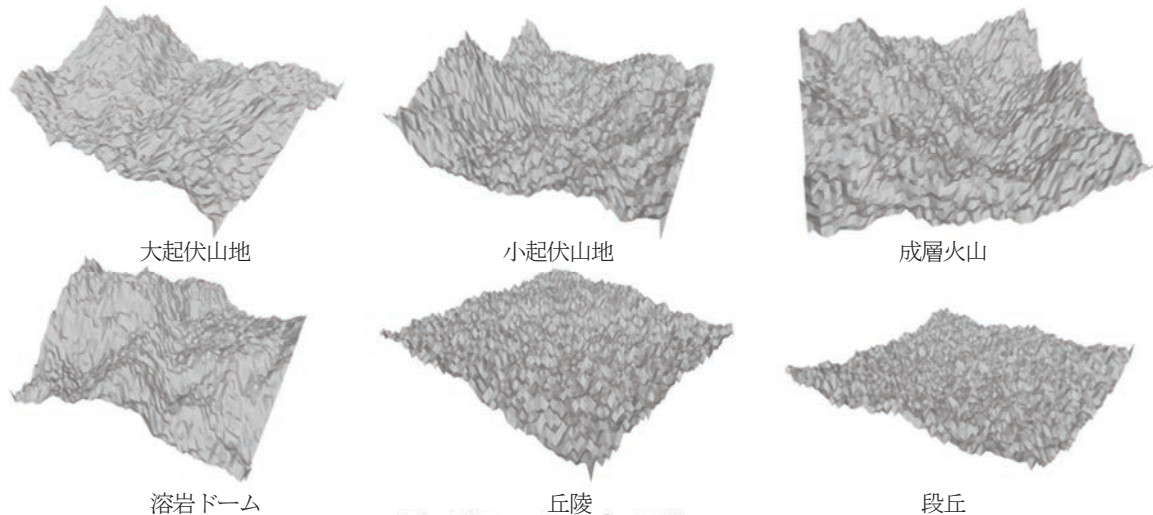 大起伏山地
小起伏山地
成層火山
溶岩ドーム
丘陵
段丘